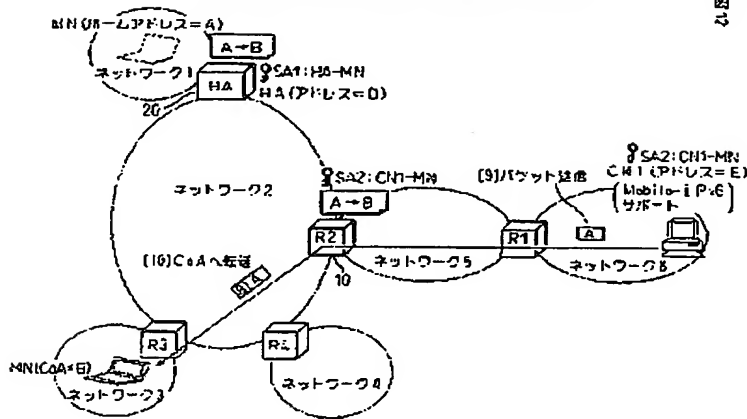 図12
MN(ホームアドレス=A)
A→B
ネットワーク1
SA1:HA-MN
HA
HA(アドレス=D)
20
SA2:CN1-MN
CN1(アドレス=E)
Mobile-IPv6
サポート
SA2:CN1-MN
[9]パケット送信
ネットワーク2
A→B
A
R2
R1
[10]CoAへ転送
10
ネットワーク5
ネットワーク6
B A
R3
MN(CoA=B)
ネットワーク3
ネットワーク4